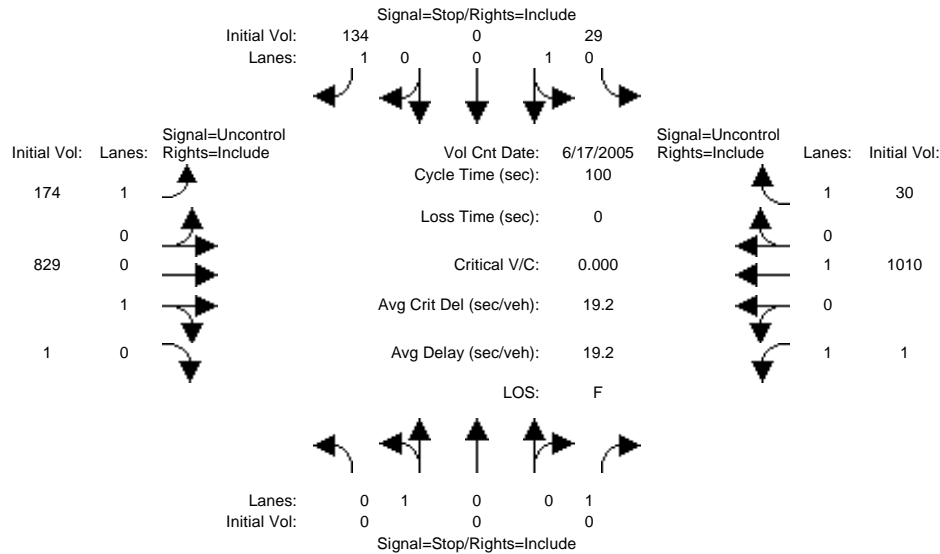 Signal=Stop/Rights=Include
Initial Vol: 134 0 29
Lanes: 1 0 0 1 0
Signal=Uncontrol
Initial Vol: Lanes: Rights=Include
174 1
0
829 0
1
1 0
Vol Cnt Date: 6/17/2005
Cycle Time (sec): 100
Loss Time (sec): 0
Critical V/C: 0.000
Avg Crit Del (sec/veh): 19.2
Avg Delay (sec/veh): 19.2
LOS: F
Signal=Uncontrol
Rights=Include Lanes: Initial Vol:
1 30
0
1 1010
0
1 1
Lanes: 0 1 0 0 1
Initial Vol: 0 0 0
Signal=Stop/Rights=Include